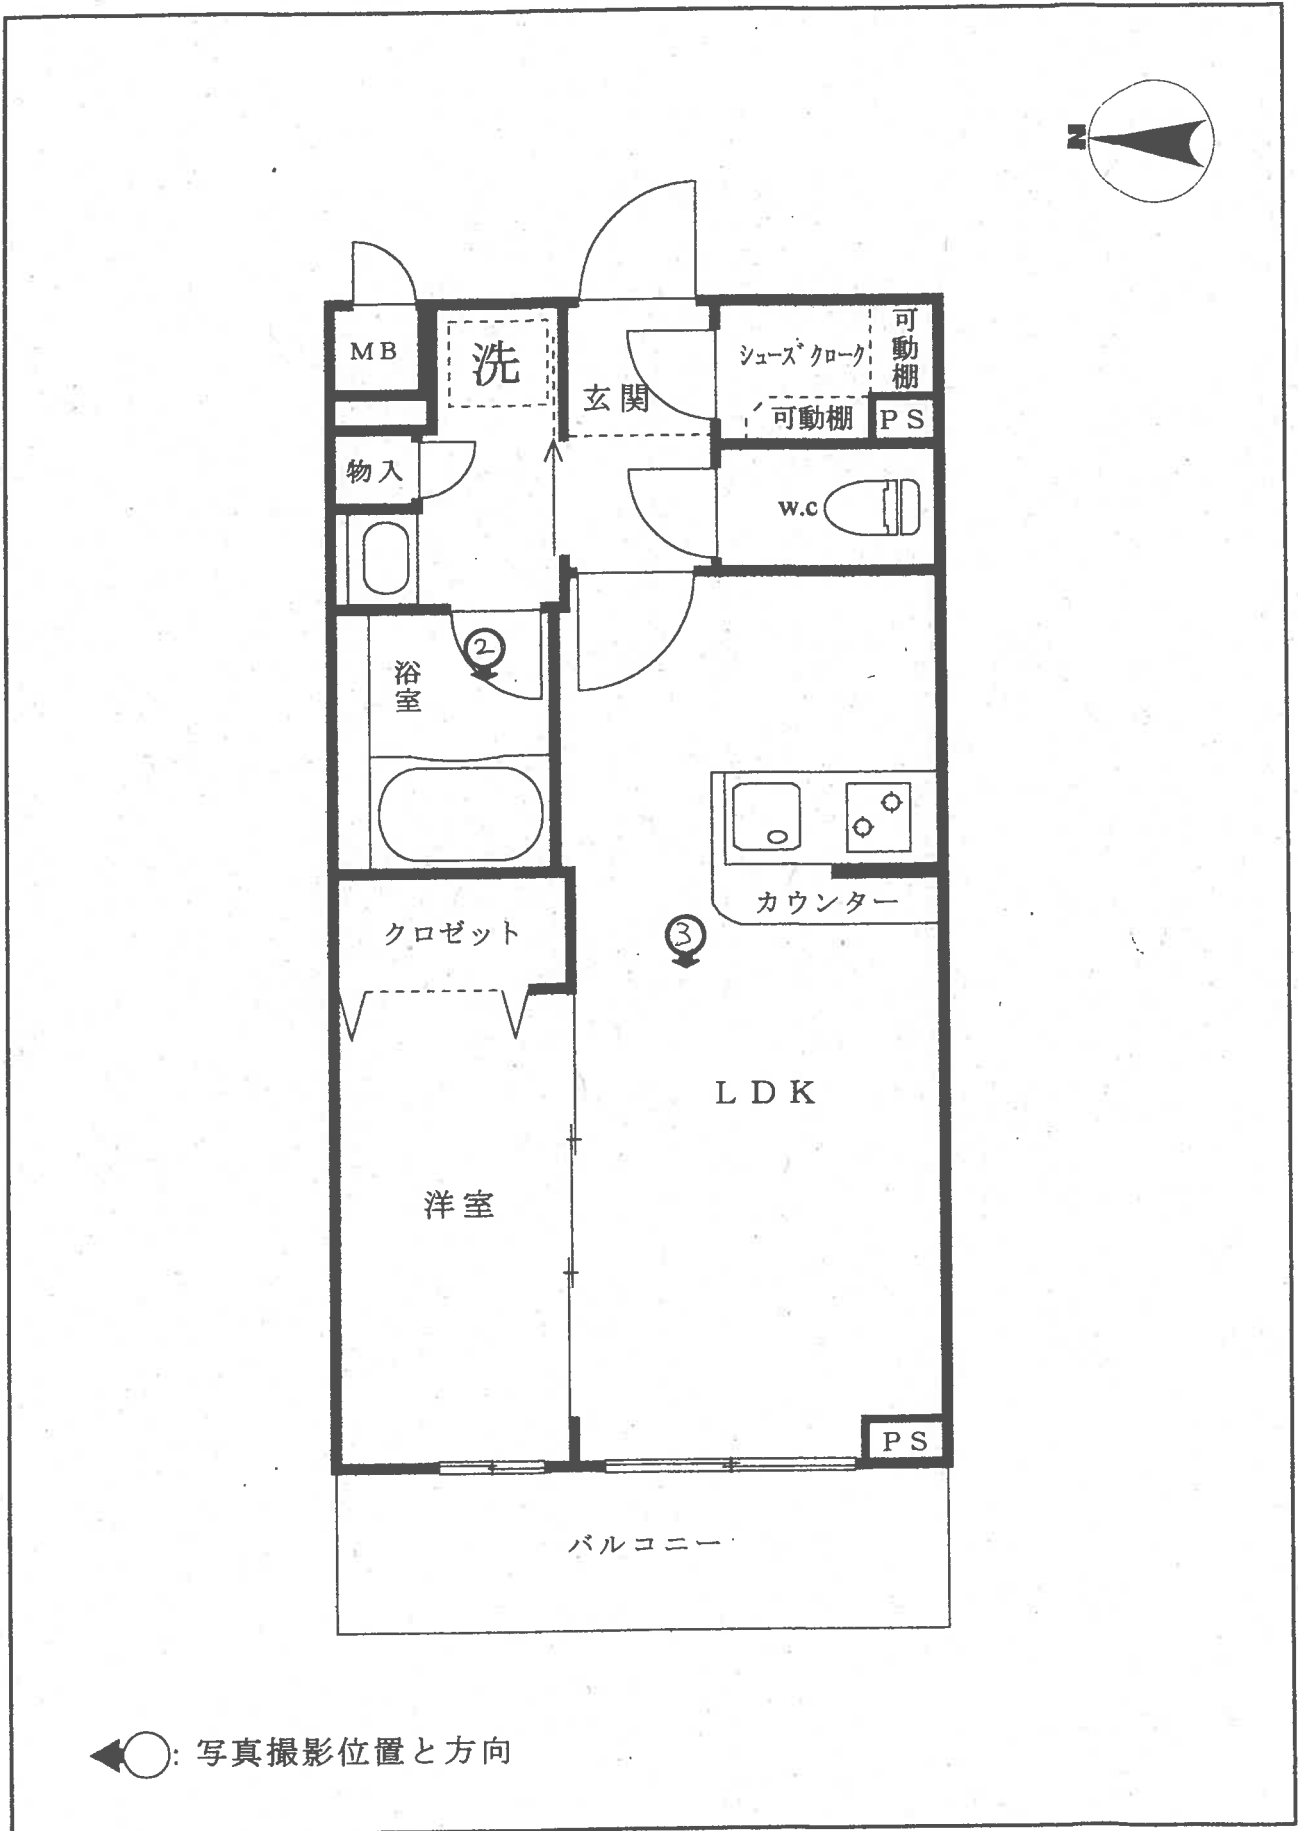 N
MB
洗
玄関
シューズクローク
可動棚
可動棚
PS
物入
w.c
2
浴室
カウンター
クロゼット
3
LDK
洋室
PS
バルコニー
: 写真撮影位置と方向